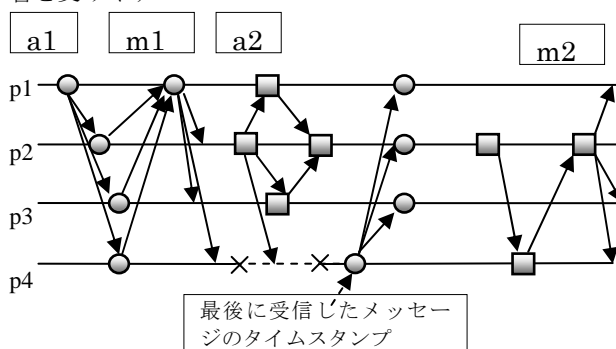 a1
m1
a2
m2
p1
p2
p3
p4
最後に受信したメッセー
ジのタイムスタンプ